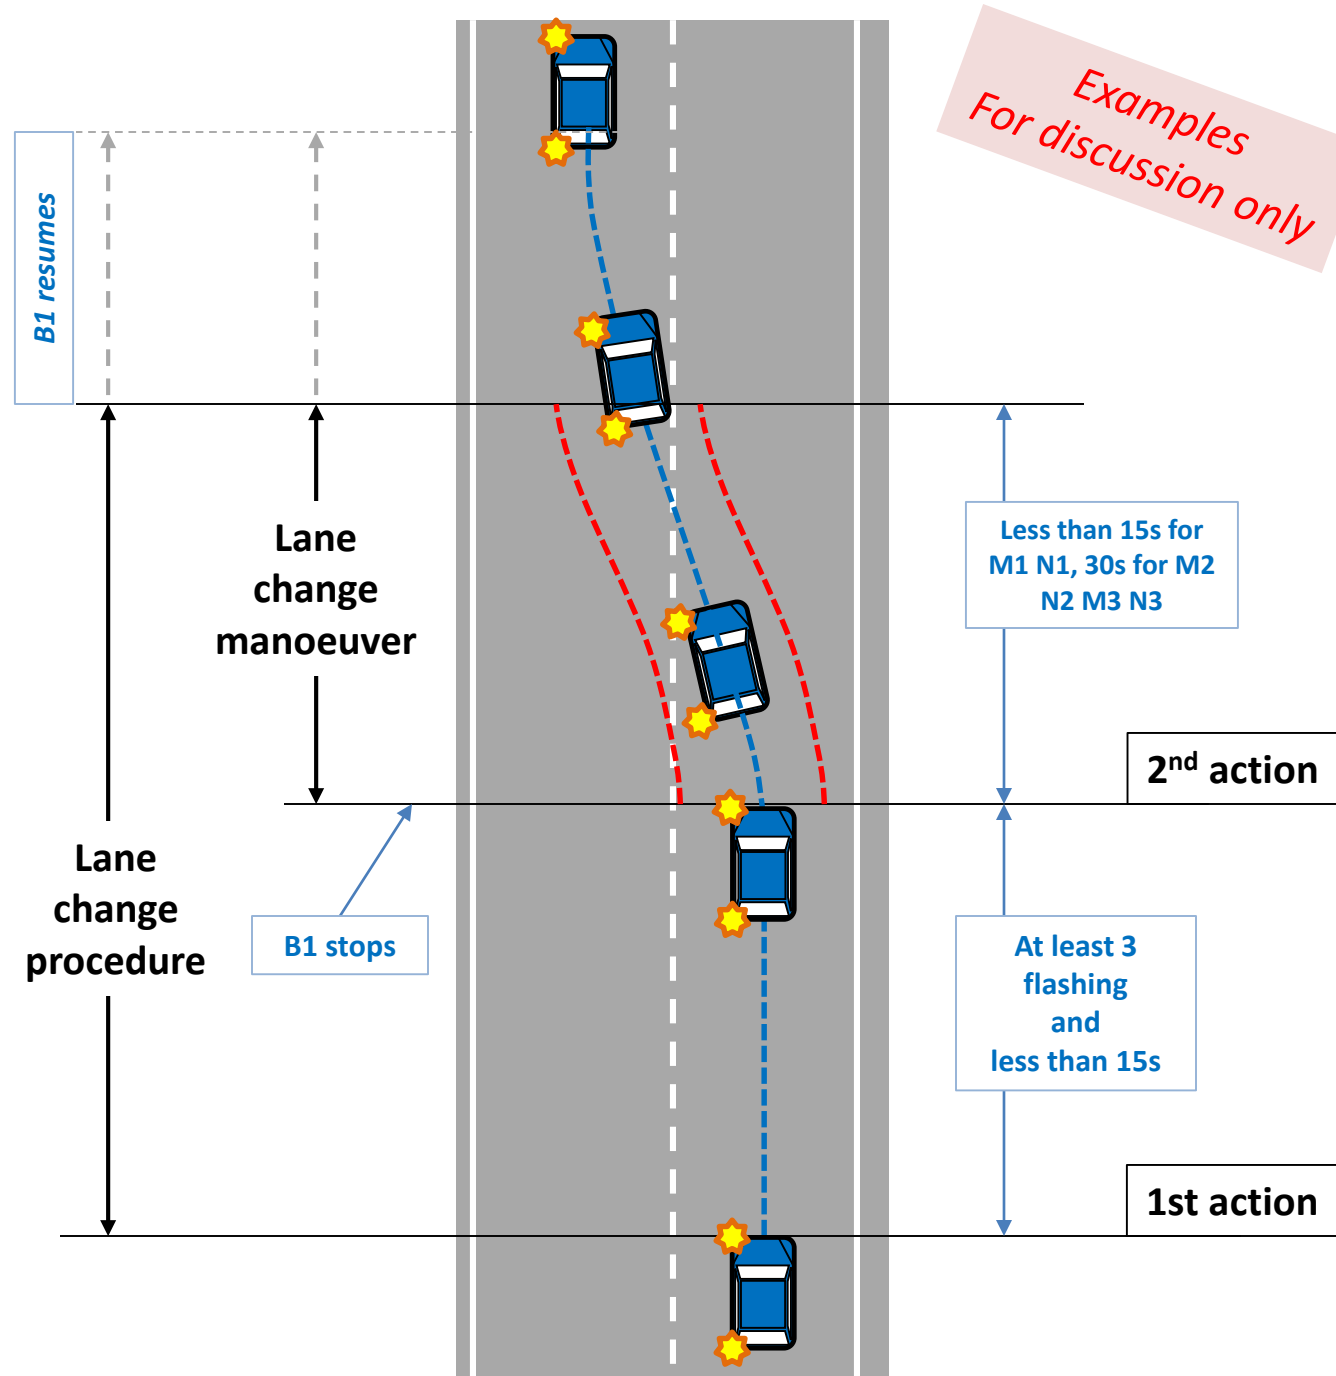 Examples
For discussion only
B1 resumes
Lane
change
manoeuver
Less than 15s for
M1 N1, 30s for M2
N2 M3 N3
2nd action
Lane
change
procedure
B1 stops
At least 3
flashing
and
less than 15s
1st action